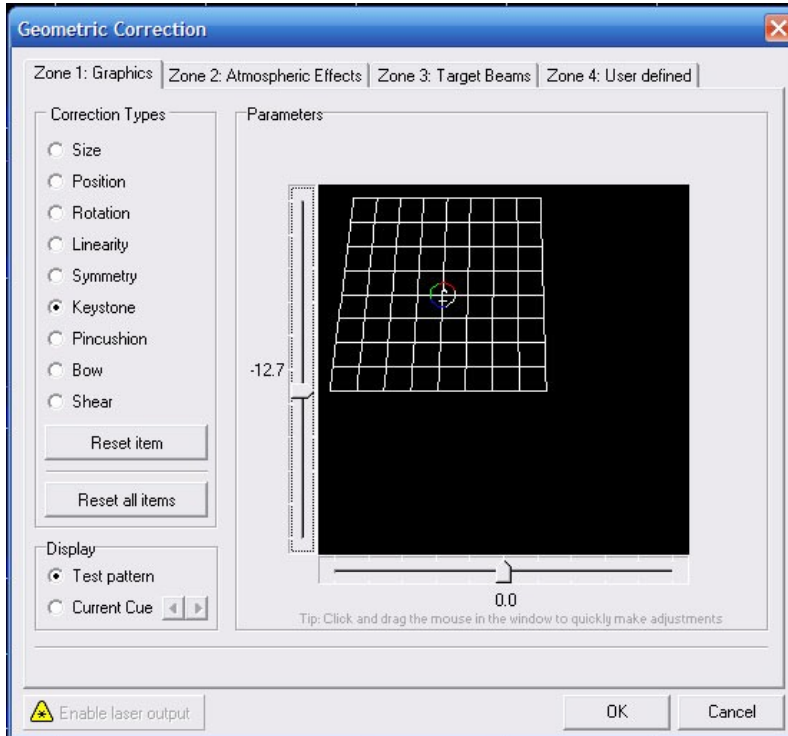 Geometric Correction
Zone 1: Graphics
Zone 2: Atmospheric Effects
Zone 3: Target Beams
Zone 4: User defined
Correction Types
Size
Position
Rotation
Linearity
Symmetry
Keystone
Pincushion
Bow
Shear
Reset item
Reset all items
Display
Test pattern
Current Cue
Parameters
-12.7
0.0
Tip: Click and drag the mouse in the window to quickly make adjustments
Enable laser output
OK
Cancel